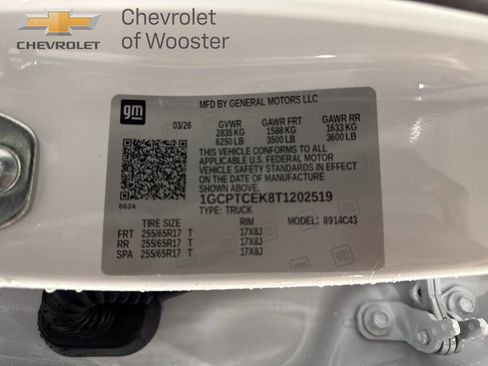 CHEVROLET
Chevrolet
of Wooster
gm
MFD BY GENERAL MOTORS LLC
03/26 GVWR GAWR FRT GAWR RR
2835 KG 1588 KG 1633 KG
6250 LB 3500 LB 3600 LB
THIS VEHICLE CONFORMS TO ALL
APPLICABLE U.S. FEDERAL MOTOR
VEHICLE SAFETY STANDARDS IN EFFECT
ON THE DATE OF MANUFACTURE
1GCPTCEK8T1202519
8624 TYPE: TRUCK
TIRE SIZE RIM MODEL: 8914C43
FRT 255/65R17 T 17X8J
RR 255/65R17 T 17X8J
SPA 255/65R17 T 17X8J